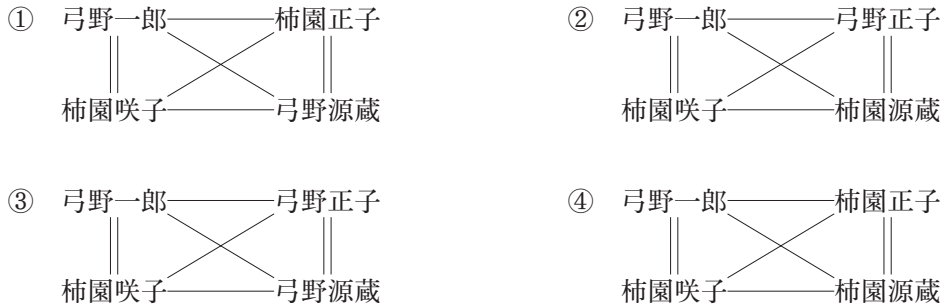 ① 弓野一郎 柿園正子 ② 弓野一郎 弓野正子
柿園咲子 弓野源蔵 柿園咲子 柿園源蔵
③ 弓野一郎 弓野正子 ④ 弓野一郎 柿園正子
柿園咲子 弓野源蔵 柿園咲子 柿園源蔵